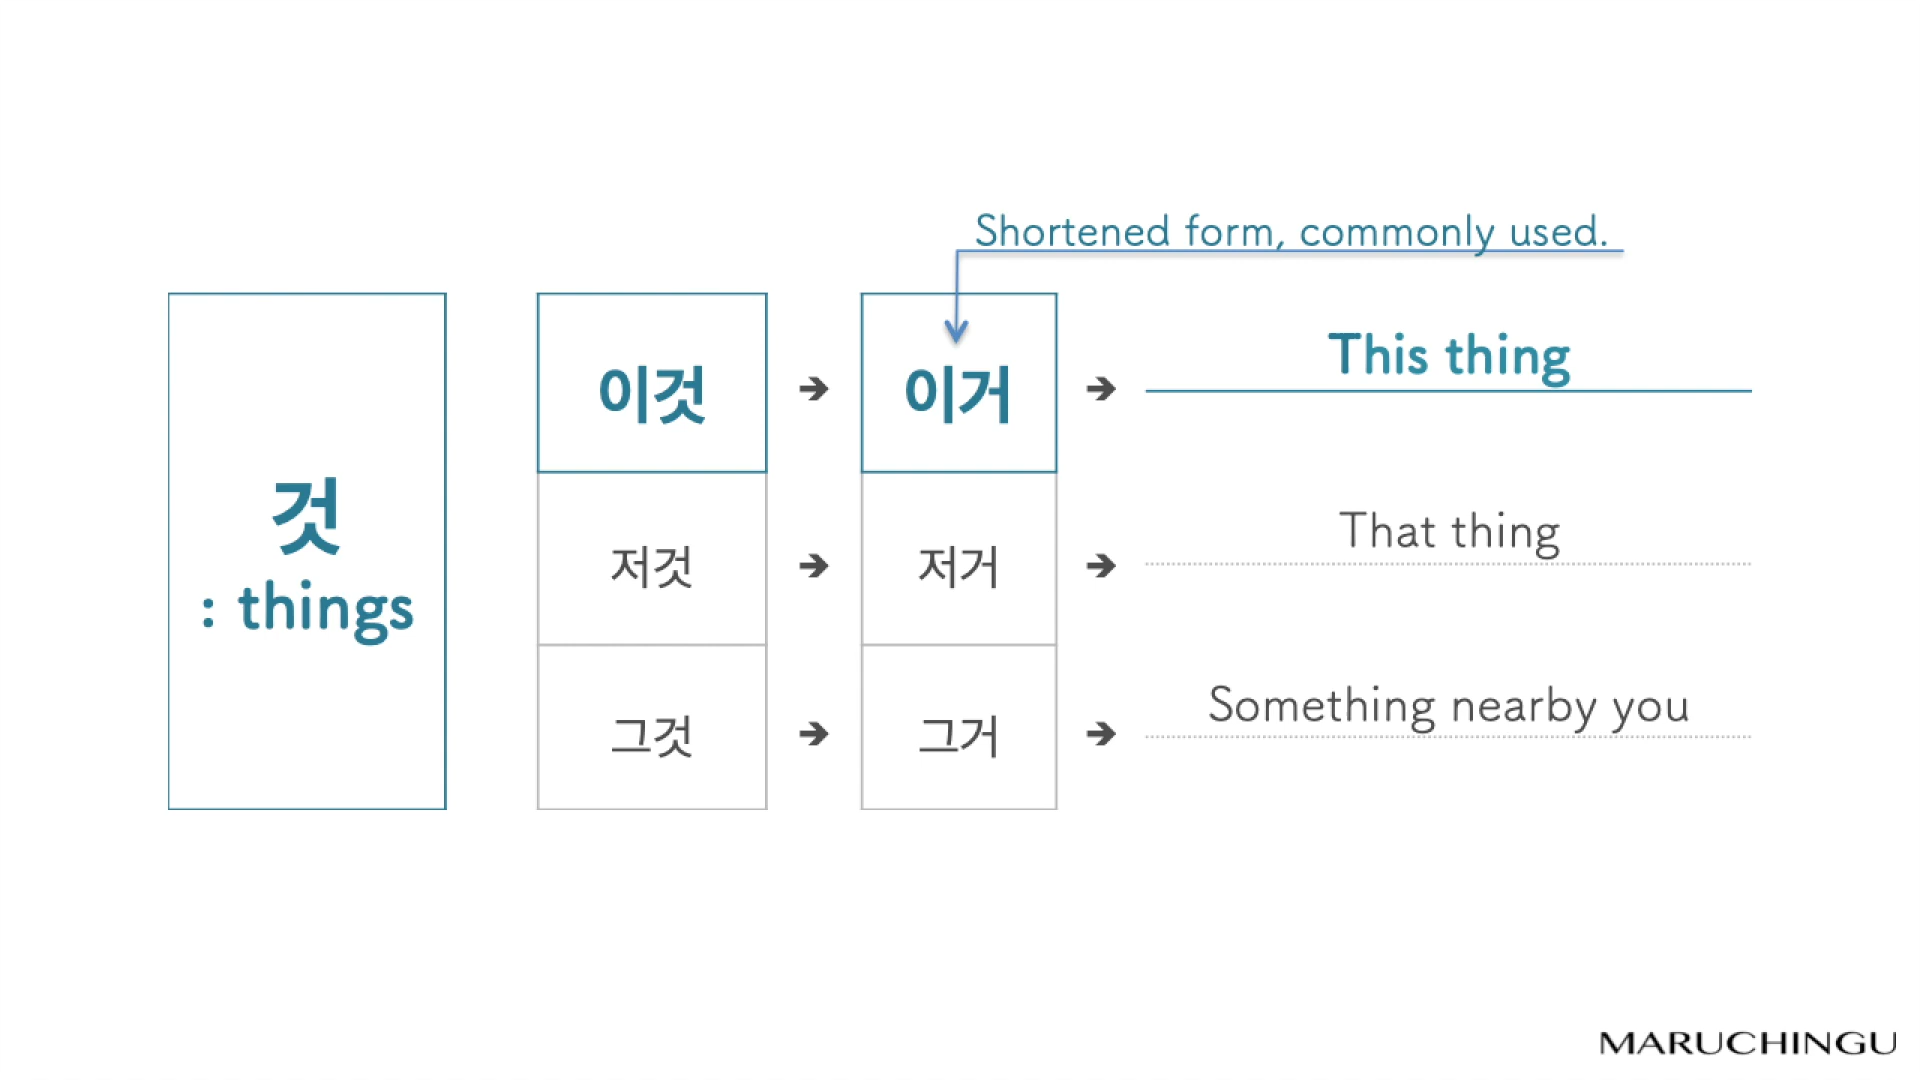 Shortened form, commonly used.
것
: things
이것 → 이거 → This thing
저것 → 저거 → That thing
그것 → 그거 → Something nearby you
MARUCHINGU